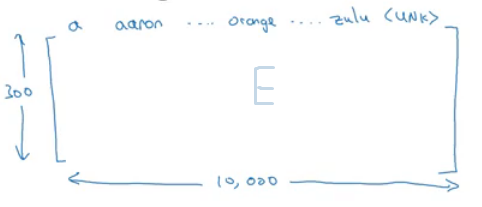 a aaron .... orange .... zulu <UNK>
300
E
10,000